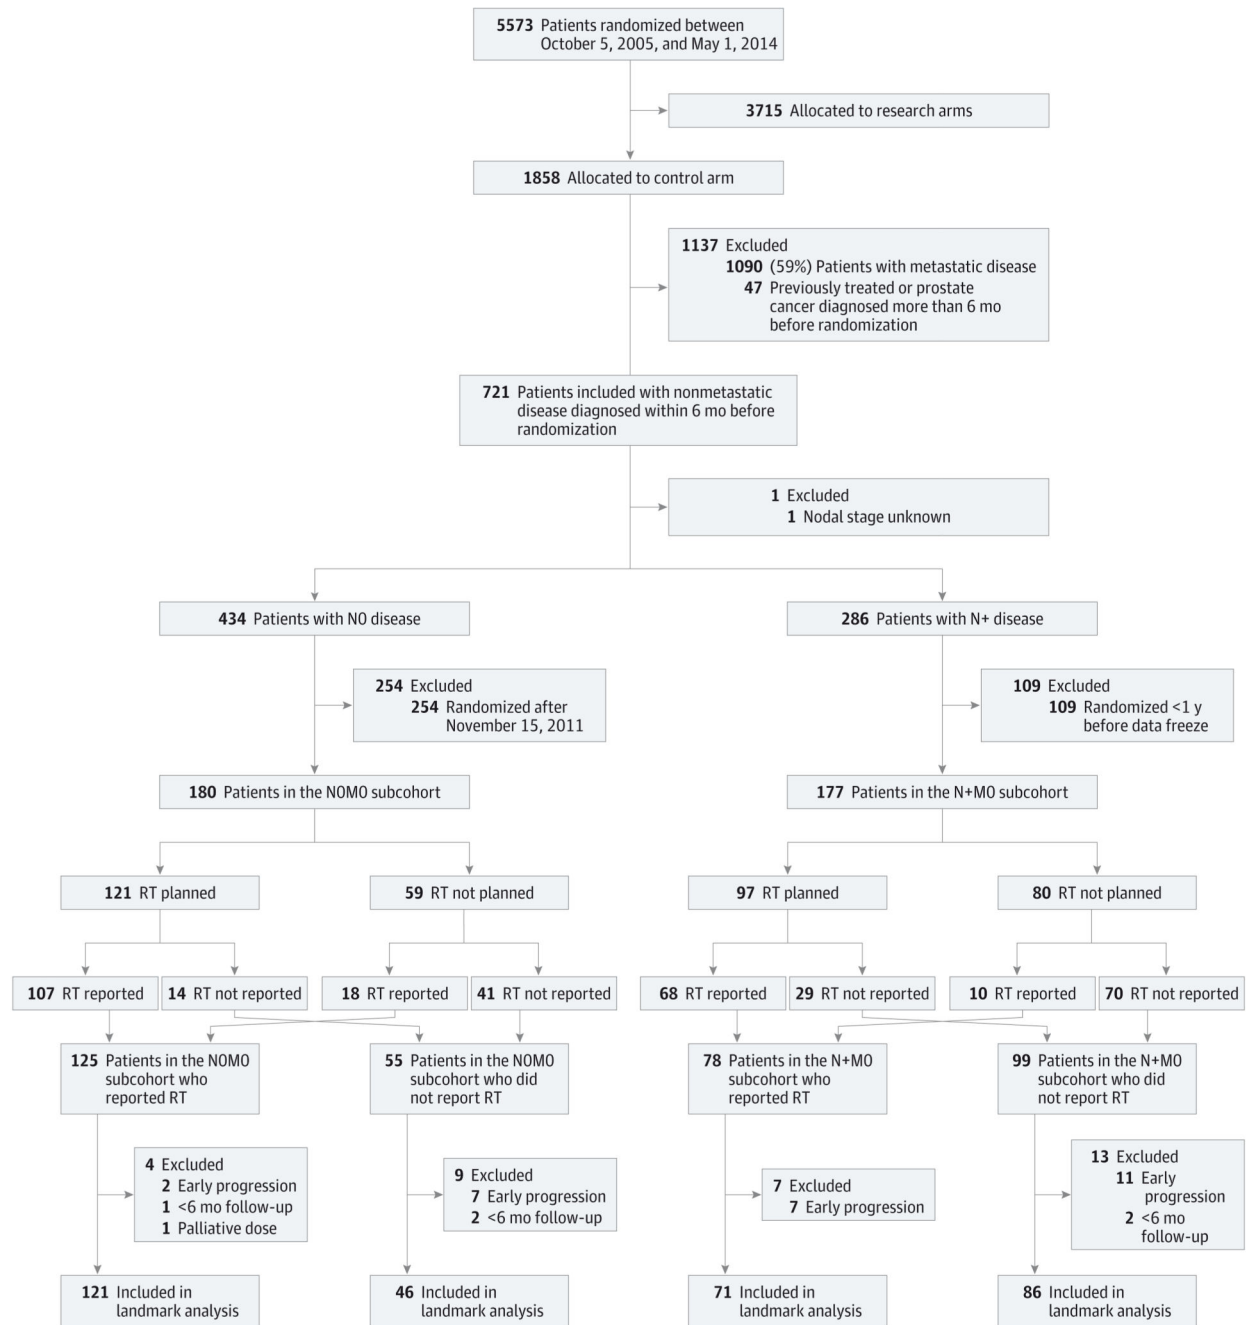 5573 Patients randomized between
October 5, 2005, and May 1, 2014
3715 Allocated to research arms
1858 Allocated to control arm
1137 Excluded
1090 (59%) Patients with metastatic disease
47 Previously treated or prostate
cancer diagnosed more than 6 mo
before randomization
721 Patients included with nonmetastatic
disease diagnosed within 6 mo before
randomization
1 Excluded
1 Nodal stage unknown
434 Patients with N0 disease
286 Patients with N+ disease
254 Excluded
254 Randomized after
November 15, 2011
109 Excluded
109 Randomized <1 y
before data freeze
180 Patients in the N0M0 subcohort
177 Patients in the N+M0 subcohort
121 RT planned
59 RT not planned
97 RT planned
80 RT not planned
107 RT reported
14 RT not reported
18 RT reported
41 RT not reported
68 RT reported
29 RT not reported
10 RT reported
70 RT not reported
125 Patients in the N0M0
subcohort who
reported RT
55 Patients in the N0M0
subcohort who did
not report RT
78 Patients in the N+M0
subcohort who
reported RT
99 Patients in the N+M0
subcohort who did
not report RT
4 Excluded
2 Early progression
1 <6 mo follow-up
1 Palliative dose
9 Excluded
7 Early progression
2 <6 mo follow-up
7 Excluded
7 Early progression
13 Excluded
11 Early
progression
2 <6 mo
follow-up
121 Included in
landmark analysis
46 Included in
landmark analysis
71 Included in
landmark analysis
86 Included in
landmark analysis